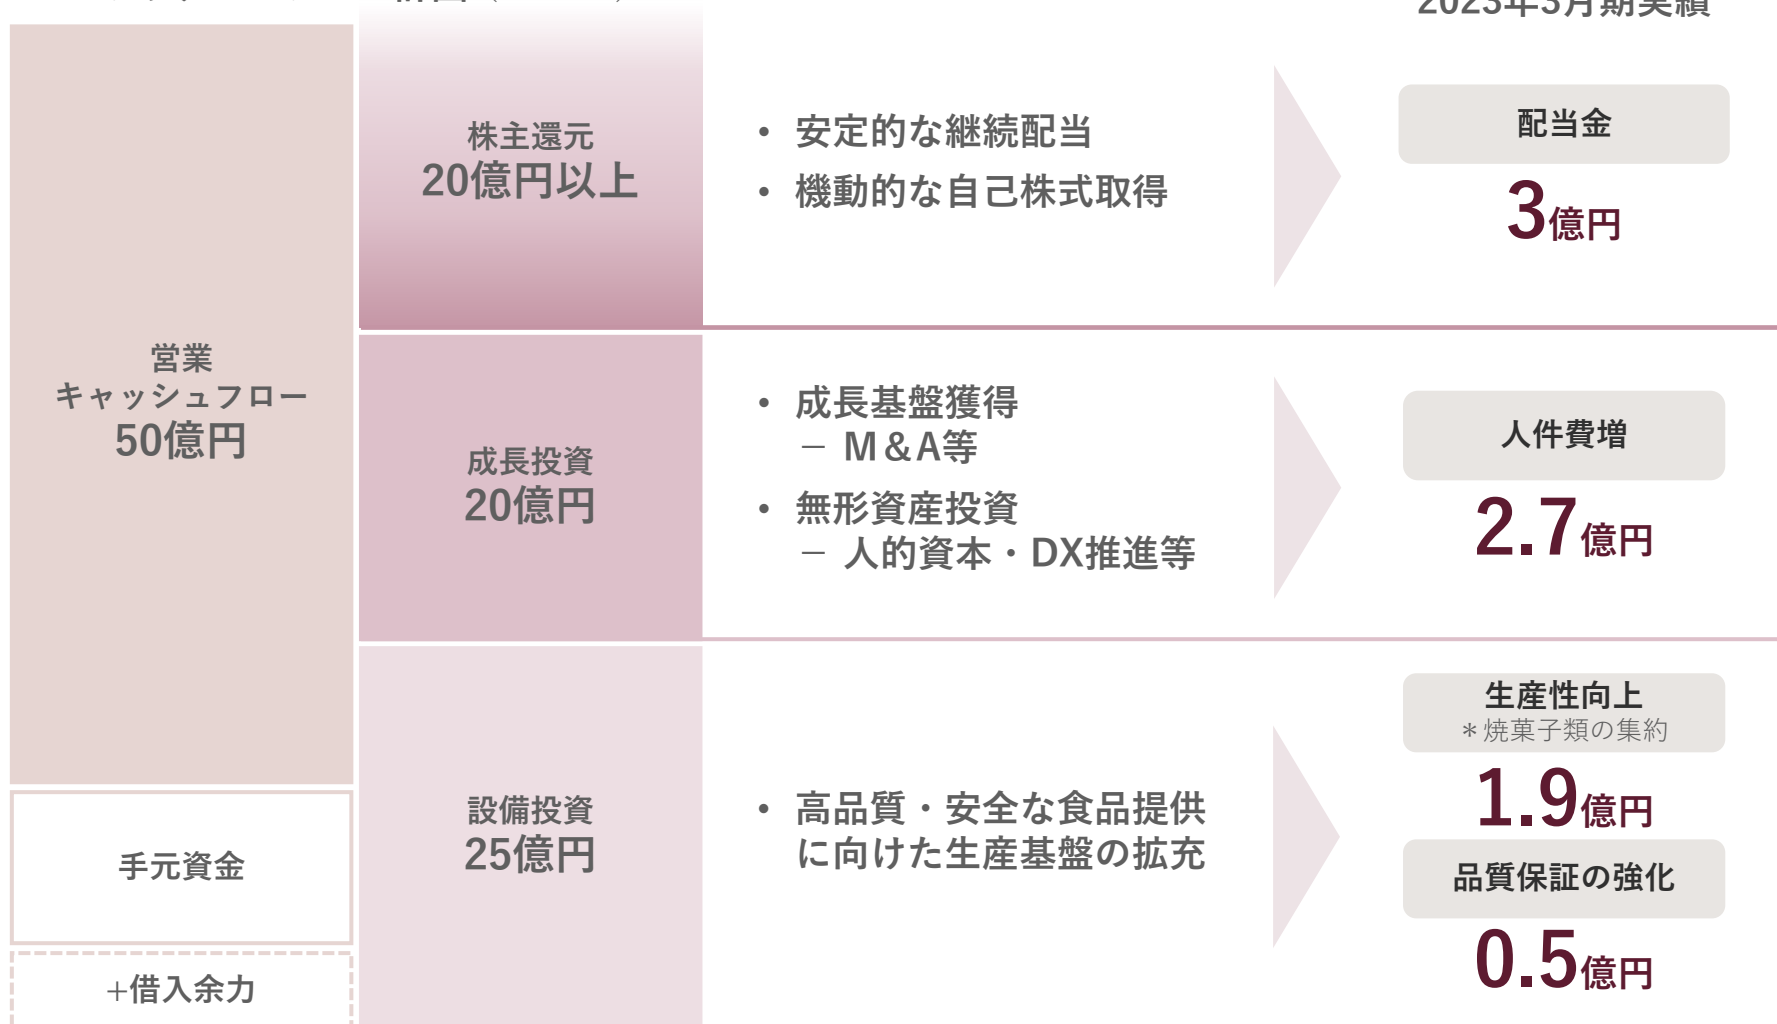 2023年3月期実績
営業
キャッシュフロー
50億円
手元資金
+借入余力
株主還元
20億円以上
・ 安定的な継続配当
・ 機動的な自己株式取得
配当金
3億円
成長投資
20億円
・ 成長基盤獲得
－ M＆A等
・ 無形資産投資
－ 人的資本・DX推進等
人件費増
2.7億円
設備投資
25億円
・ 高品質・安全な食品提供
に向けた生産基盤の拡充
生産性向上
＊焼菓子類の集約
1.9億円
品質保証の強化
0.5億円